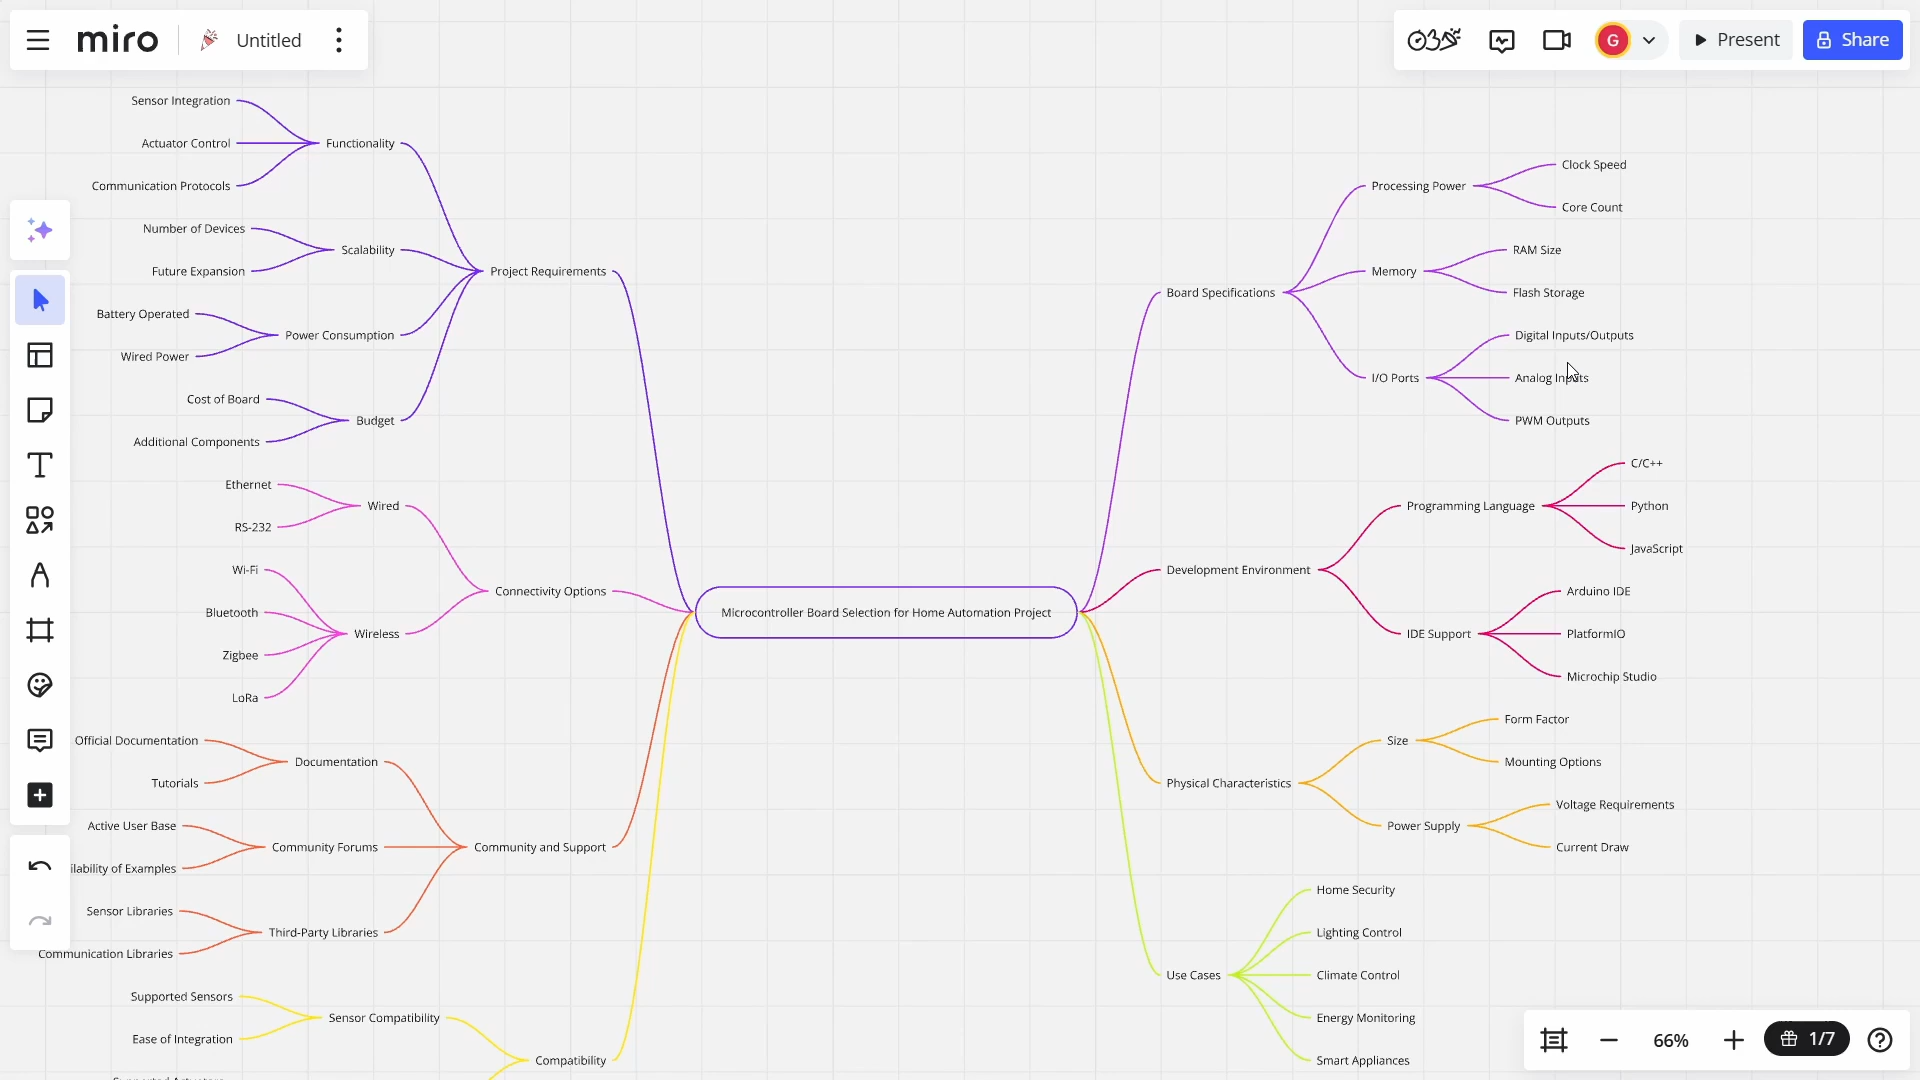 miro
Untitled
G
Present
Share
Sensor Integration
Actuator Control
Communication Protocols
Functionality
Number of Devices
Future Expansion
Scalability
Battery Operated
Wired Power
Power Consumption
Cost of Board
Additional Components
Budget
Project Requirements
Ethernet
RS-232
Wired
Wi-Fi
Bluetooth
Zigbee
LoRa
Wireless
Connectivity Options
Official Documentation
Tutorials
Documentation
Active User Base
ilability of Examples
Community Forums
Sensor Libraries
Communication Libraries
Third-Party Libraries
Community and Support
Supported Sensors
Ease of Integration
Sensor Compatibility
Compatibility
Microcontroller Board Selection for Home Automation Project
Board Specifications
Processing Power
Clock Speed
Core Count
Memory
RAM Size
Flash Storage
I/O Ports
Digital Inputs/Outputs
Analog Inputs
PWM Outputs
Development Environment
Programming Language
C/C++
Python
JavaScript
IDE Support
Arduino IDE
PlatformIO
Microchip Studio
Physical Characteristics
Size
Form Factor
Mounting Options
Power Supply
Voltage Requirements
Current Draw
Use Cases
Home Security
Lighting Control
Climate Control
Energy Monitoring
Smart Appliances
66%
1/7